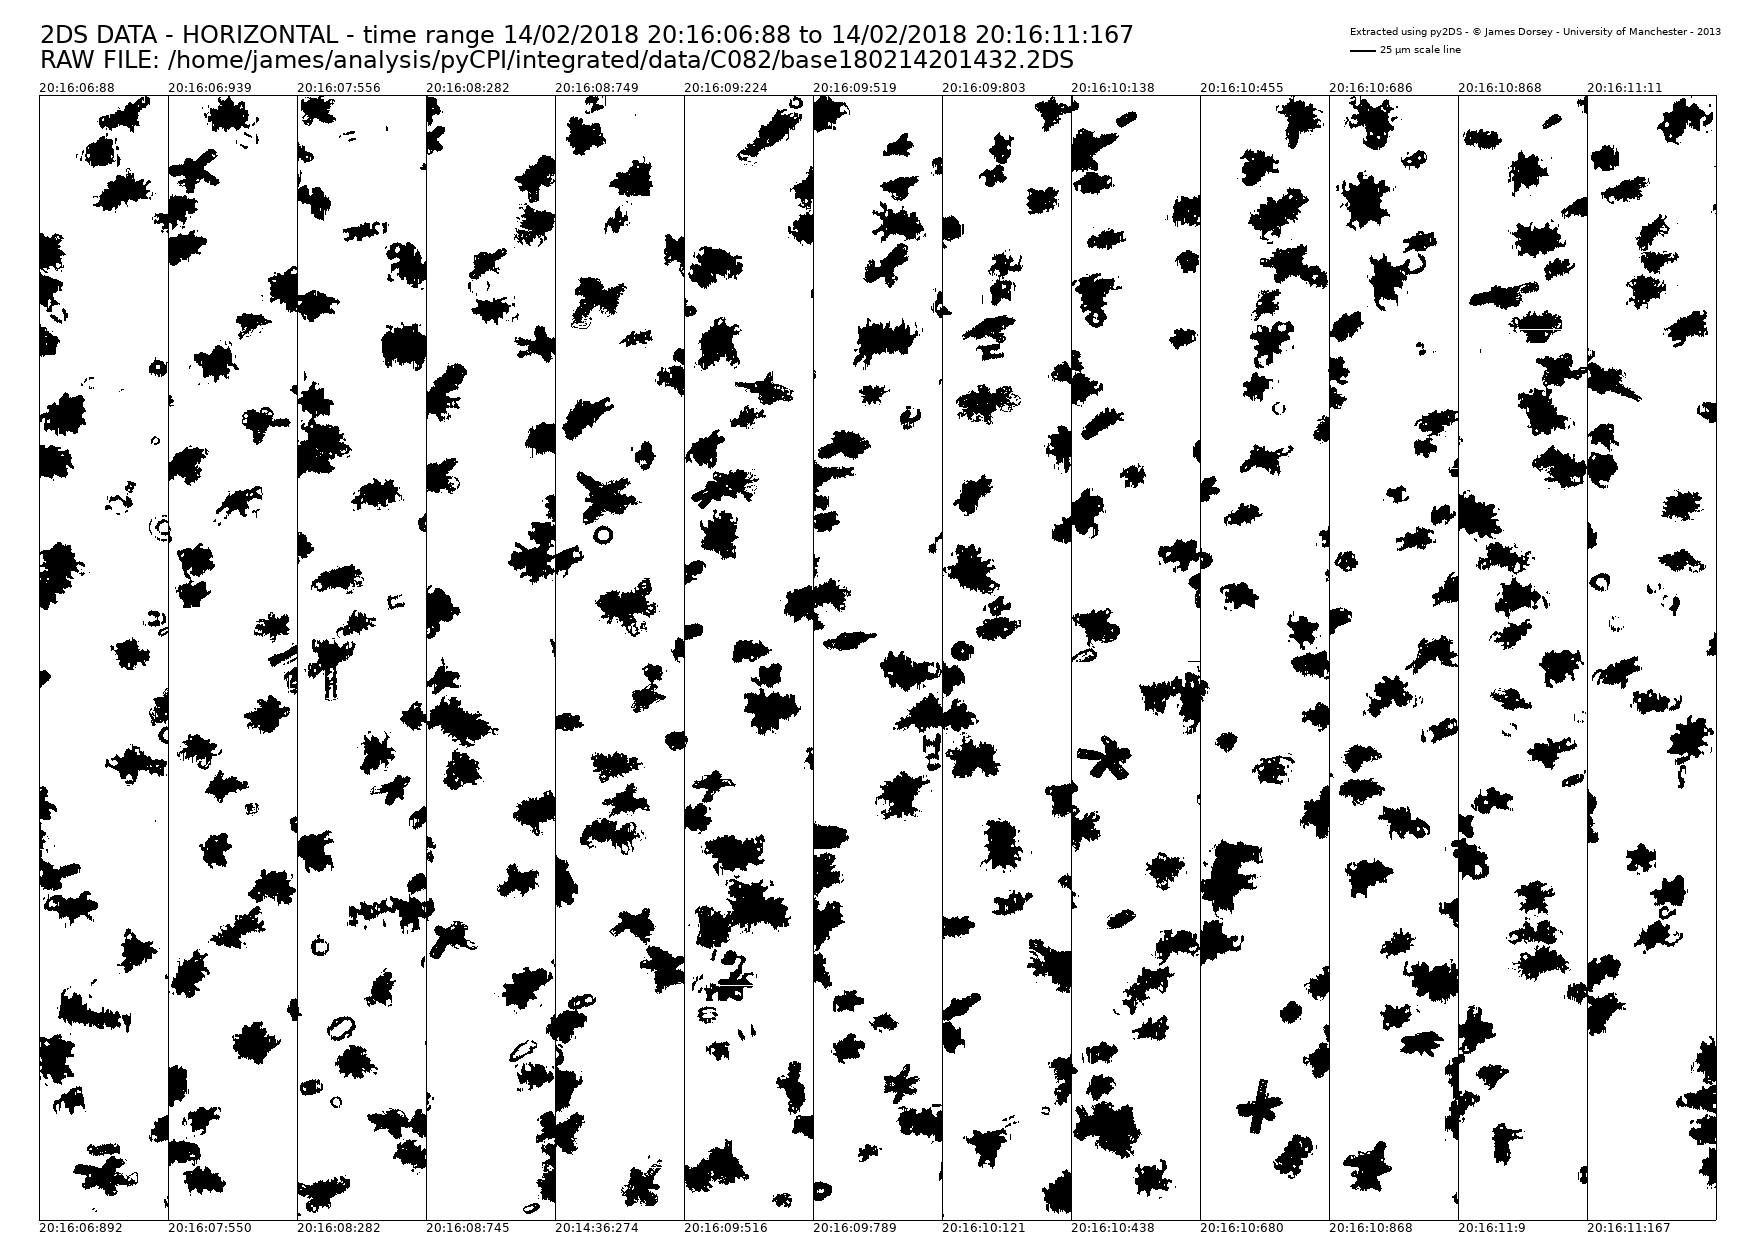 2DS DATA - HORIZONTAL - time range 14/02/2018 20:16:06:88 to 14/02/2018 20:16:11:167
RAW FILE: /home/james/analysis/pyCPI/integrated/data/C082/base180214201432.2DS
Extracted using py2DS - © James Dorsey - University of Manchester - 2013
25 µm scale line
20:16:06:88 20:16:06:939 20:16:07:556 20:16:08:282 20:16:08:749 20:16:09:224 20:16:09:519 20:16:09:803 20:16:10:138 20:16:10:455 20:16:10:686 20:16:10:868 20:16:11:11
20:16:06:892 20:16:07:550 20:16:08:282 20:16:08:745 20:14:36:274 20:16:09:516 20:16:09:789 20:16:10:121 20:16:10:438 20:16:10:680 20:16:10:868 20:16:11:9 20:16:11:167